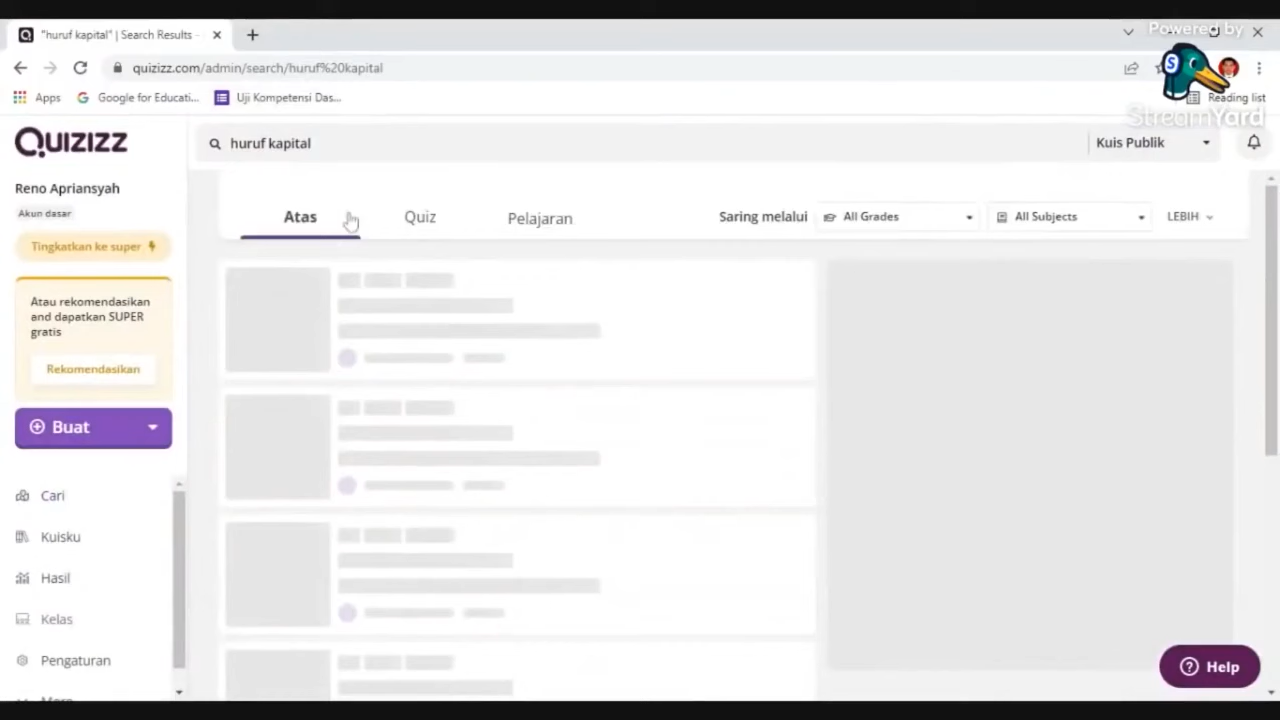 "huruf kapital" | Search Results -
Powered by
quizizz.com/admin/search/huruf%20kapital
Apps
Google for Educati...
Uji Kompetensi Das...
Reading list
StreamYard
QUIZIZZ
huruf kapital
Kuis Publik
Reno Apriansyah
Akun dasar
Tingkatkan ke super
Atau rekomendasikan
and dapatkan SUPER
gratis
Rekomendasikan
Buat
Cari
Kuisku
Hasil
Kelas
Pengaturan
Atas
Quiz
Pelajaran
Saring melalui
All Grades
All Subjects
LEBIH
Help